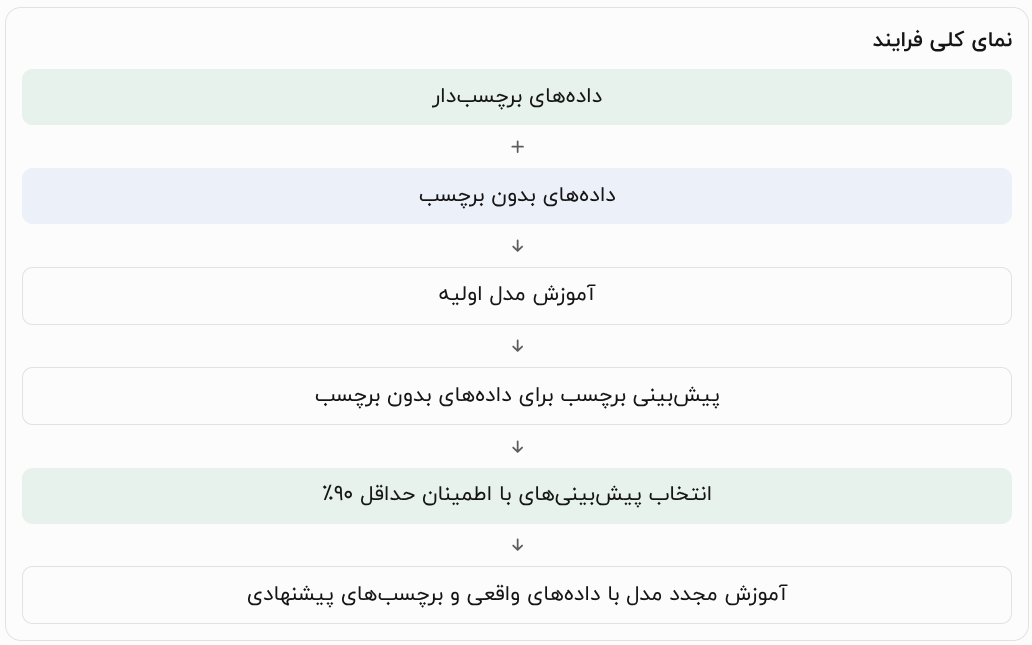 نمای کلی فرایند
داده‌های برچسب‌دار
+
داده‌های بدون برچسب
↓
آموزش مدل اولیه
↓
پیش‌بینی برچسب برای داده‌های بدون برچسب
↓
انتخاب پیش‌بینی‌های با اطمینان حداقل ۹۰٪
↓
آموزش مجدد مدل با داده‌های واقعی و برچسب‌های پیشنهادی